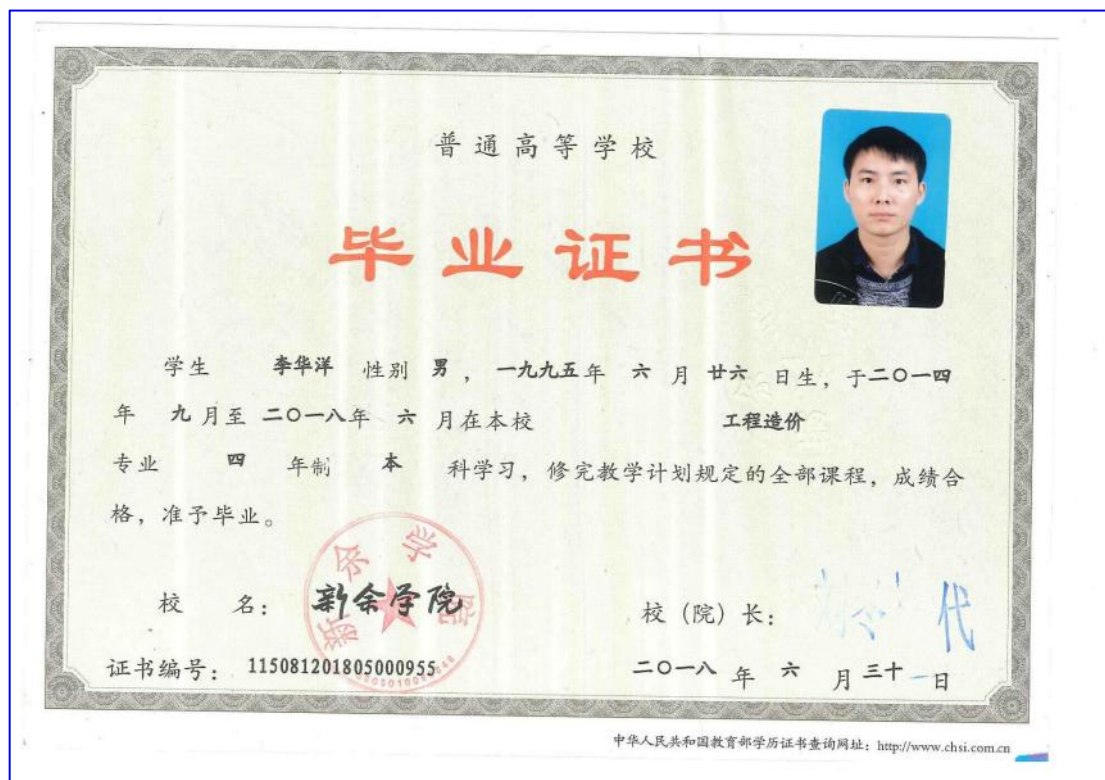 普通高等学校
毕业证书
学生 李华洋 性别 男，一九九五年 六 月 廿六 日生，于二〇一四
年 九月至 二〇一八年 六 月在本校 工程造价
专业 四 年制 本 科学习，修完教学计划规定的全部课程，成绩合
格，准予毕业。
新余学院
校 名： 新余学院 校（院）长： 代
证书编号： 115081201805000955 二〇一八 年 六 月 三十 日
中华人民共和国教育部学历证书查询网址：http://www.chsi.com.cn